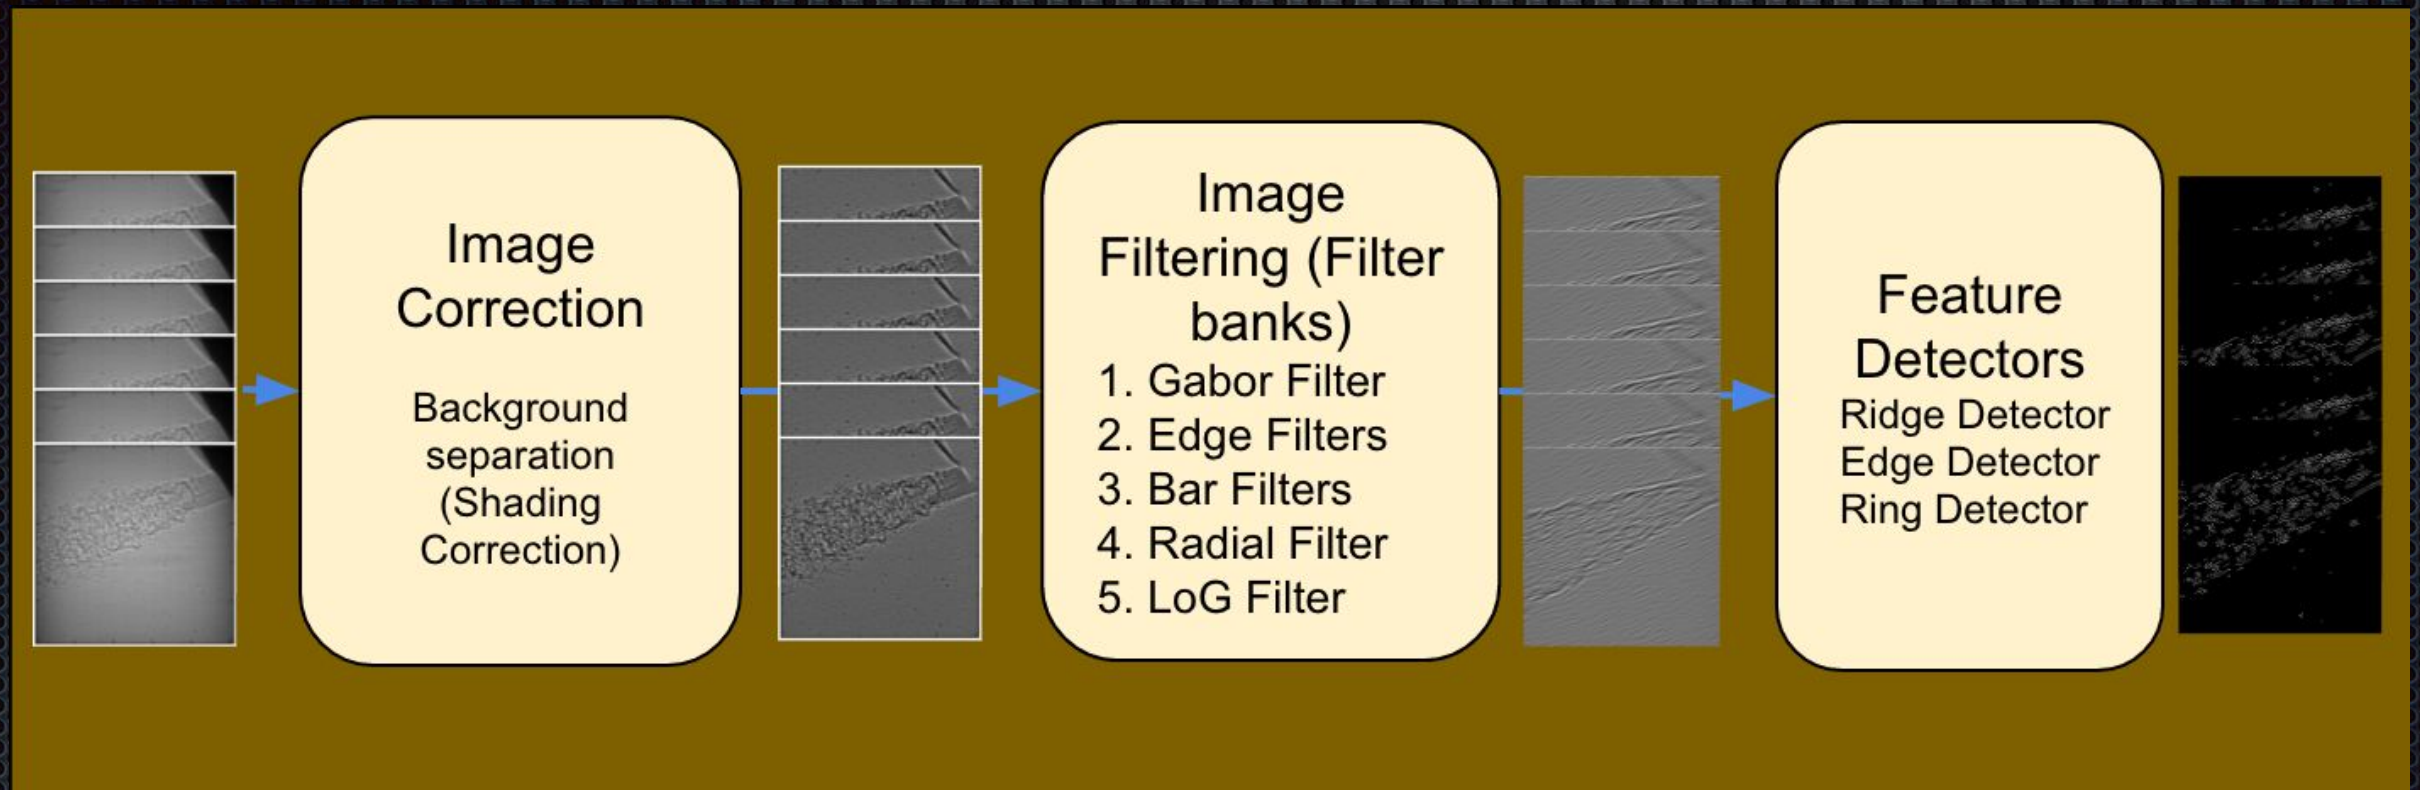 Image
Correction
Background
separation
(Shading
Correction)
Image
Filtering (Filter
banks)
1. Gabor Filter
2. Edge Filters
3. Bar Filters
4. Radial Filter
5. LoG Filter
Feature
Detectors
Ridge Detector
Edge Detector
Ring Detector